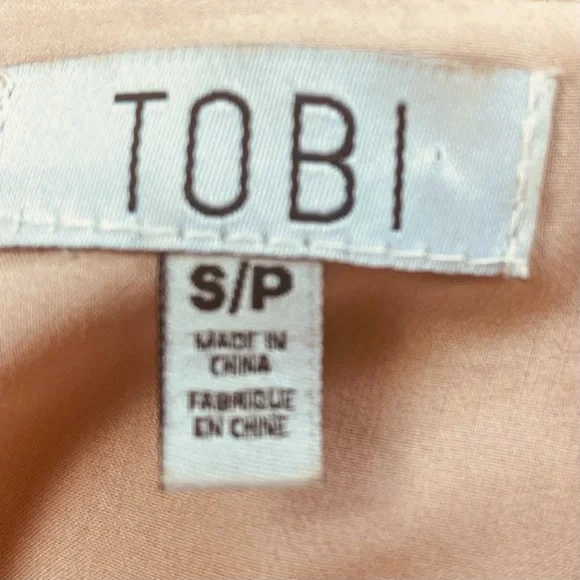 TOBI
S/P
MADE IN
CHINA
FABRIQUE
EN CHINE